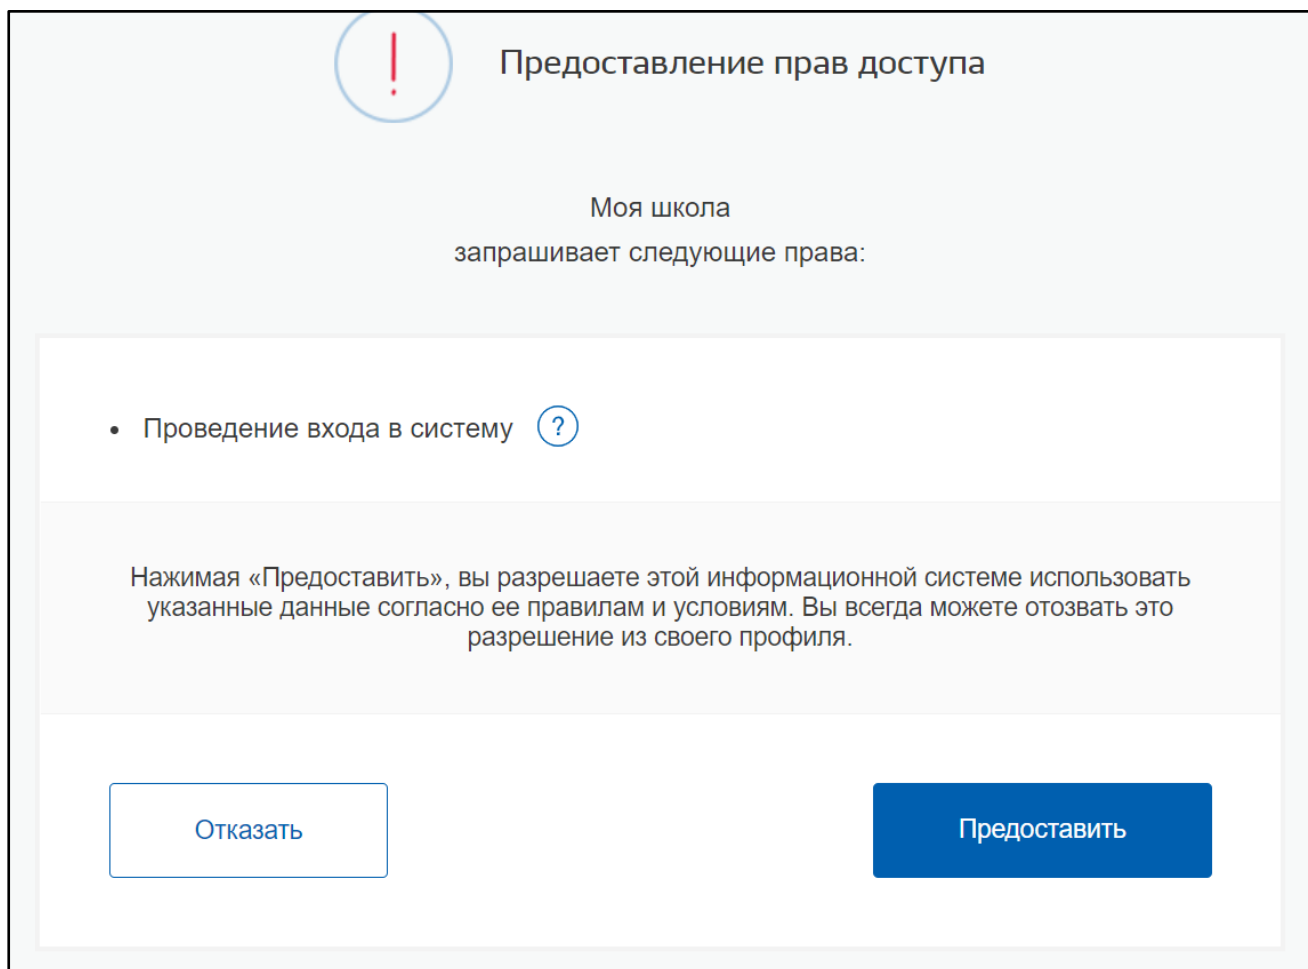 Предоставление прав доступа
Моя школа
запрашивает следующие права:
• Проведение входа в систему ?
Нажимая «Предоставить», вы разрешаете этой информационной системе использовать
указанные данные согласно ее правилам и условиям. Вы всегда можете отозвать это
разрешение из своего профиля.
Отказать
Предоставить